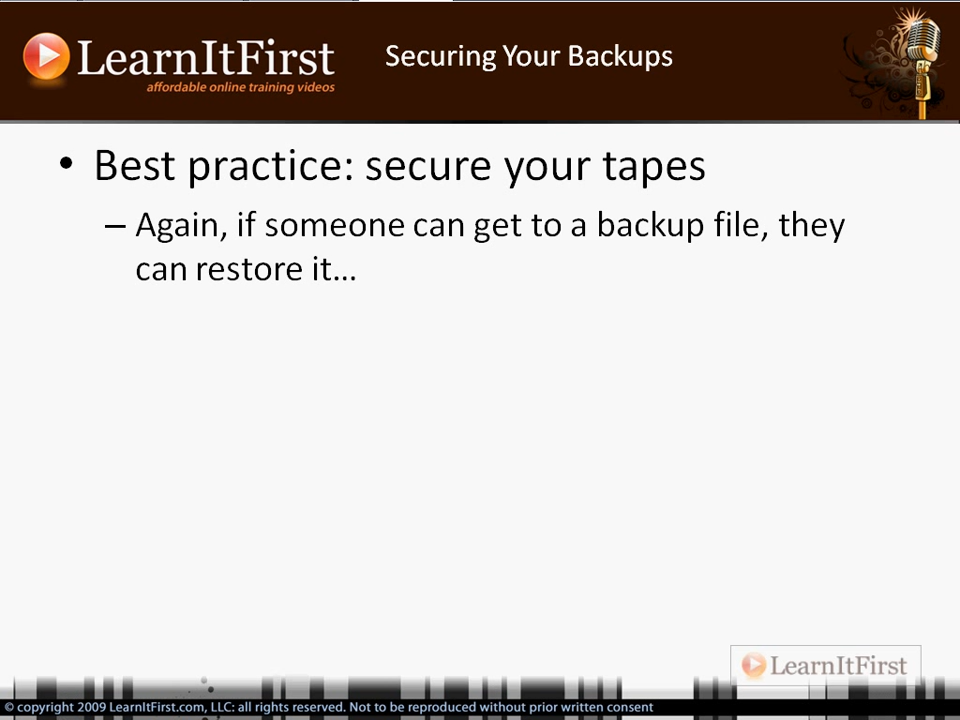 LearnItFirst
affordable online training videos
Securing Your Backups
• Best practice: secure your tapes
– Again, if someone can get to a backup file, they
can restore it…
LearnItFirst
© copyright 2009 LearnItFirst.com, LLC: all rights reserved. Not to be reproduced without prior written consent